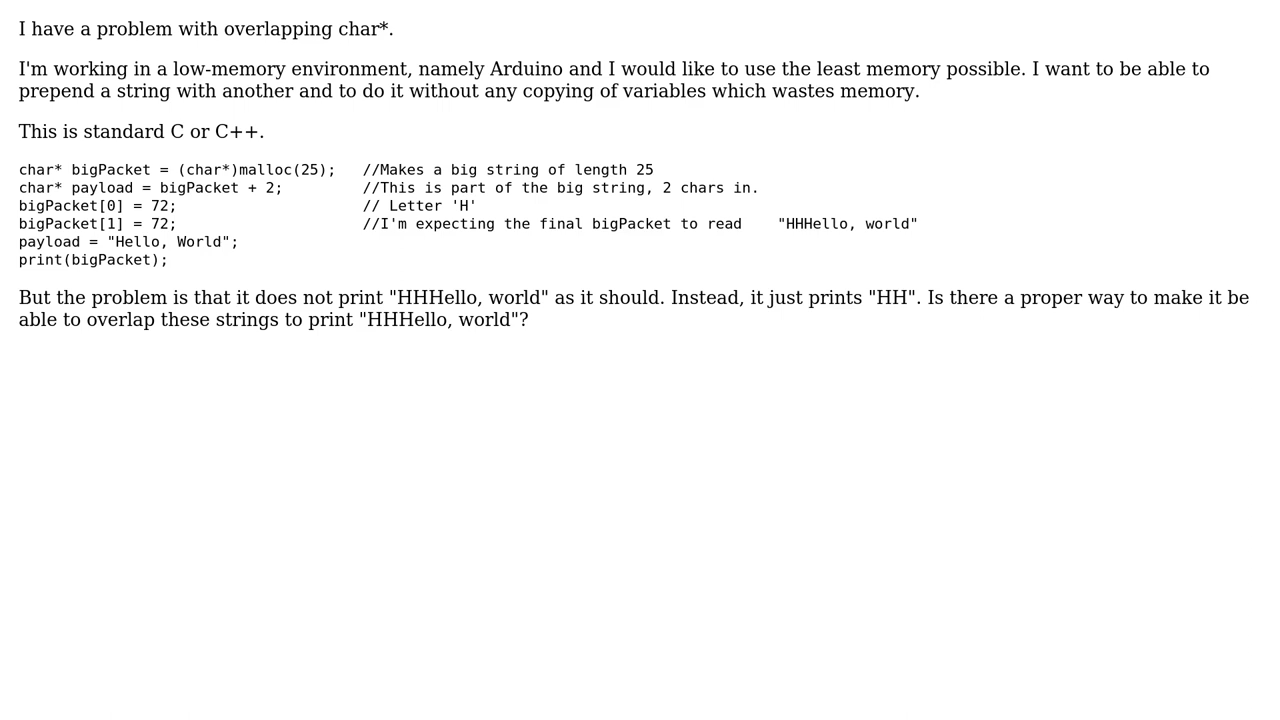 I have a problem with overlapping char*.
I'm working in a low-memory environment, namely Arduino and I would like to use the least memory possible. I want to be able to
prepend a string with another and to do it without any copying of variables which wastes memory.
This is standard C or C++.
char* bigPacket = (char*)malloc(25);   //Makes a big string of length 25
char* payload = bigPacket + 2;         //This is part of the big string, 2 chars in.
bigPacket[0] = 72;                     // Letter 'H'
bigPacket[1] = 72;                     //I'm expecting the final bigPacket to read    "HHHello, world"
payload = "Hello, World";
print(bigPacket);
But the problem is that it does not print "HHHello, world" as it should. Instead, it just prints "HH". Is there a proper way to make it be
able to overlap these strings to print "HHHello, world"?